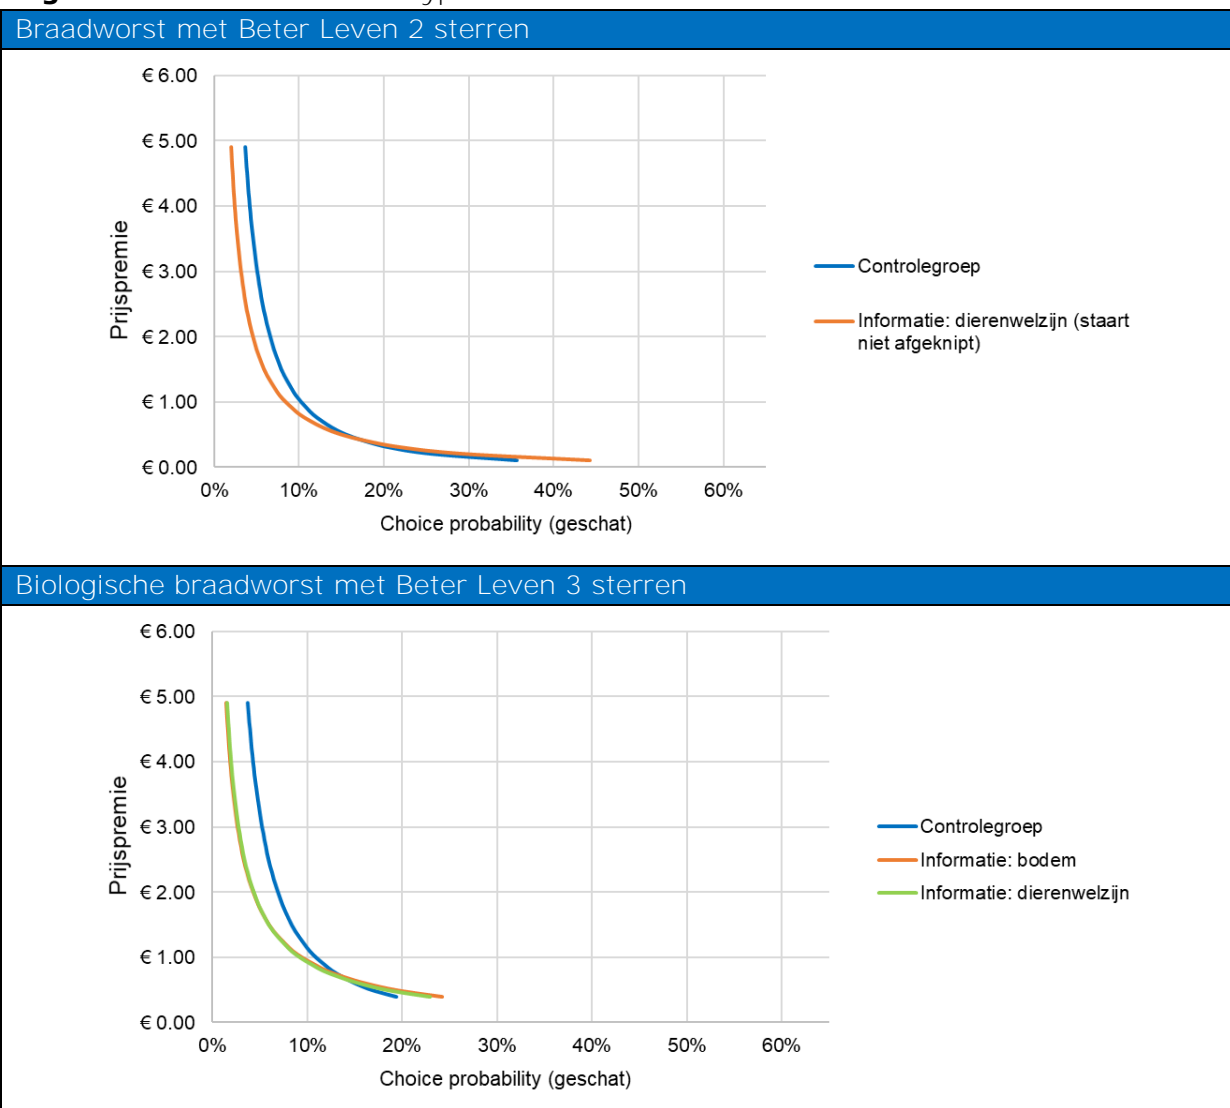 Braadworst met Beter Leven 2 sterren
€ 6.00
€ 5.00
€ 4.00
€ 3.00
€ 2.00
€ 1.00
€ 0.00
Prijspremie
0% 10% 20% 30% 40% 50% 60%
Choice probability (geschat)
Controlegroep
Informatie: dierenwelzijn (staart
niet afgeknipt)
Biologische braadworst met Beter Leven 3 sterren
€ 6.00
€ 5.00
€ 4.00
€ 3.00
€ 2.00
€ 1.00
€ 0.00
Prijspremie
0% 10% 20% 30% 40% 50% 60%
Choice probability (geschat)
Controlegroep
Informatie: bodem
Informatie: dierenwelzijn